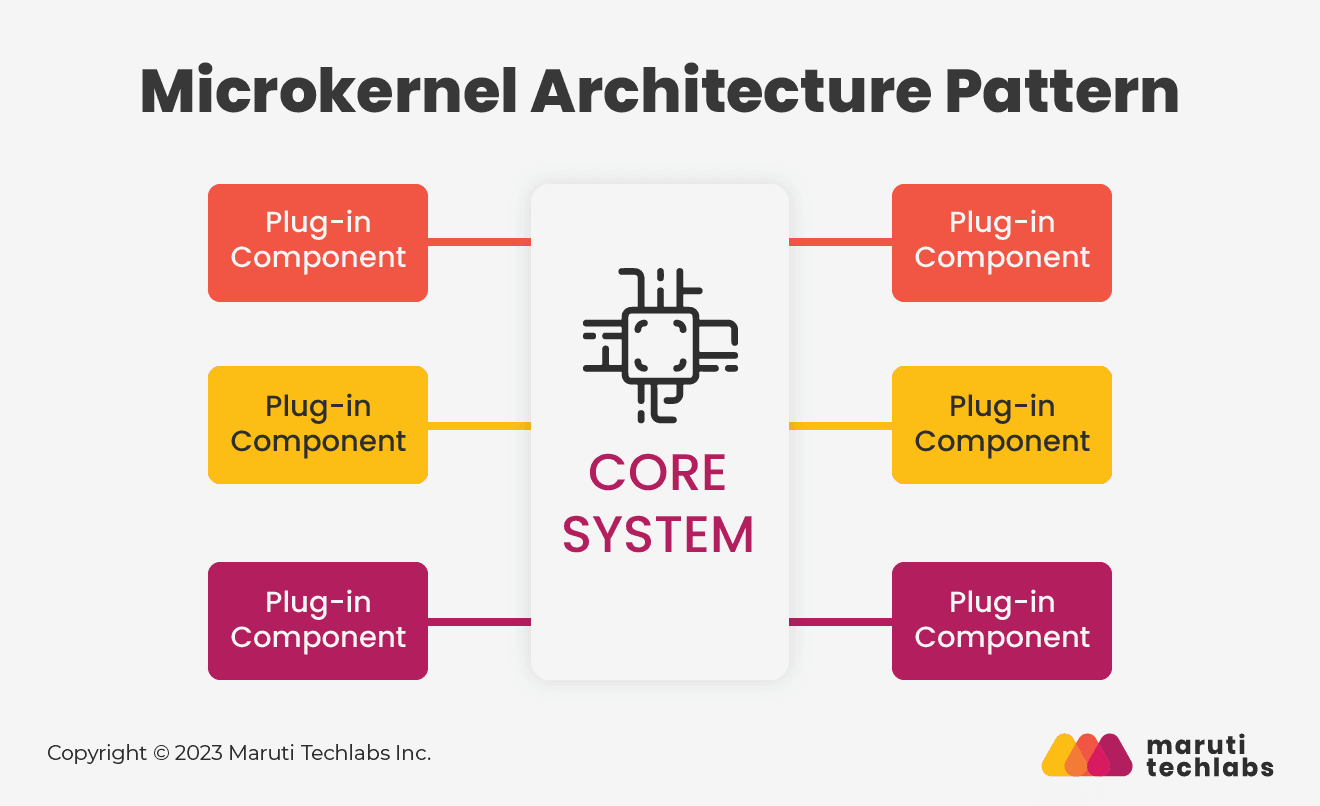 Microkernel Architecture Pattern
Plug-in
Component
Plug-in
Component
Plug-in
Component
Plug-in
Component
Plug-in
Component
Plug-in
Component
CORE
SYSTEM
Copyright © 2023 Maruti Techlabs Inc.
maruti
techlabs